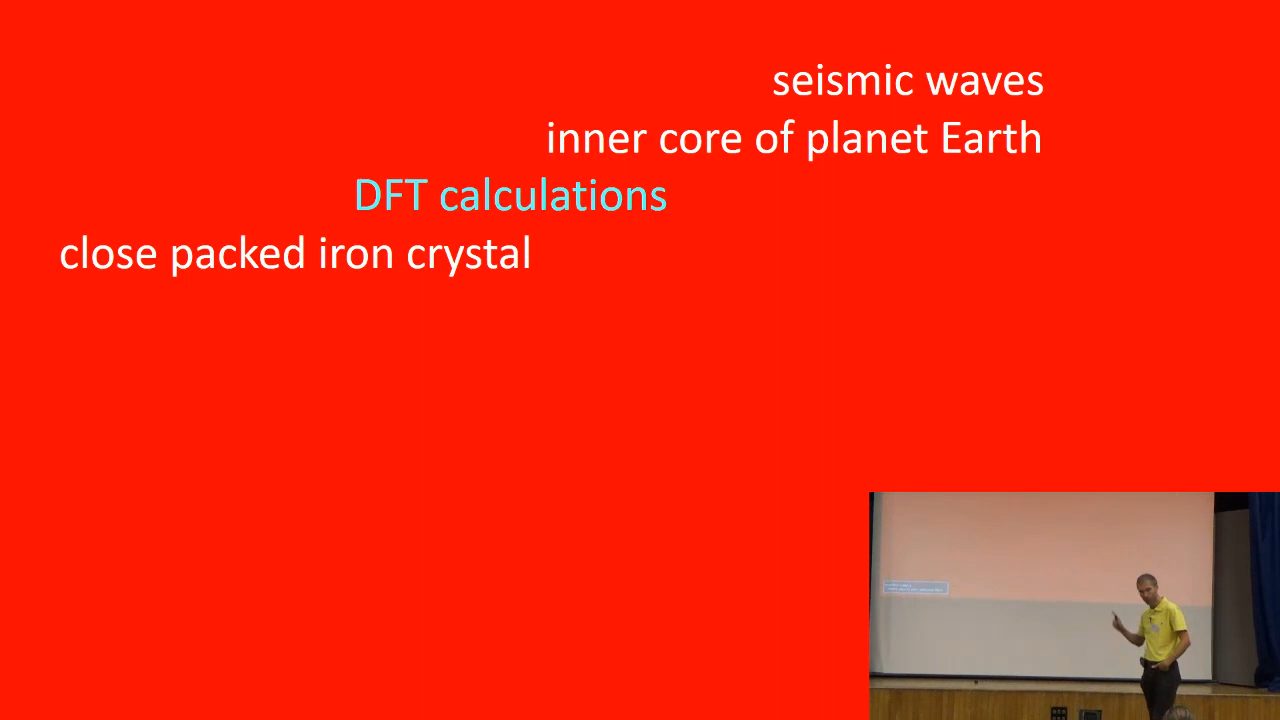 seismic waves
inner core of planet Earth
DFT calculations
close packed iron crystal